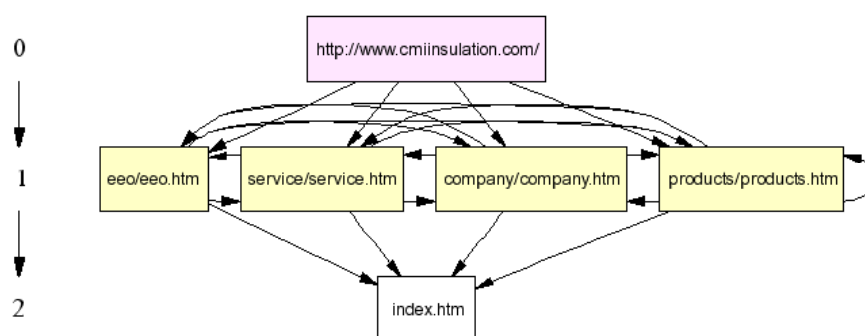 0
http://www.cmiinsulation.com/
1
eeo/eeo.htm
service/service.htm
company/company.htm
products/products.htm
2
index.htm